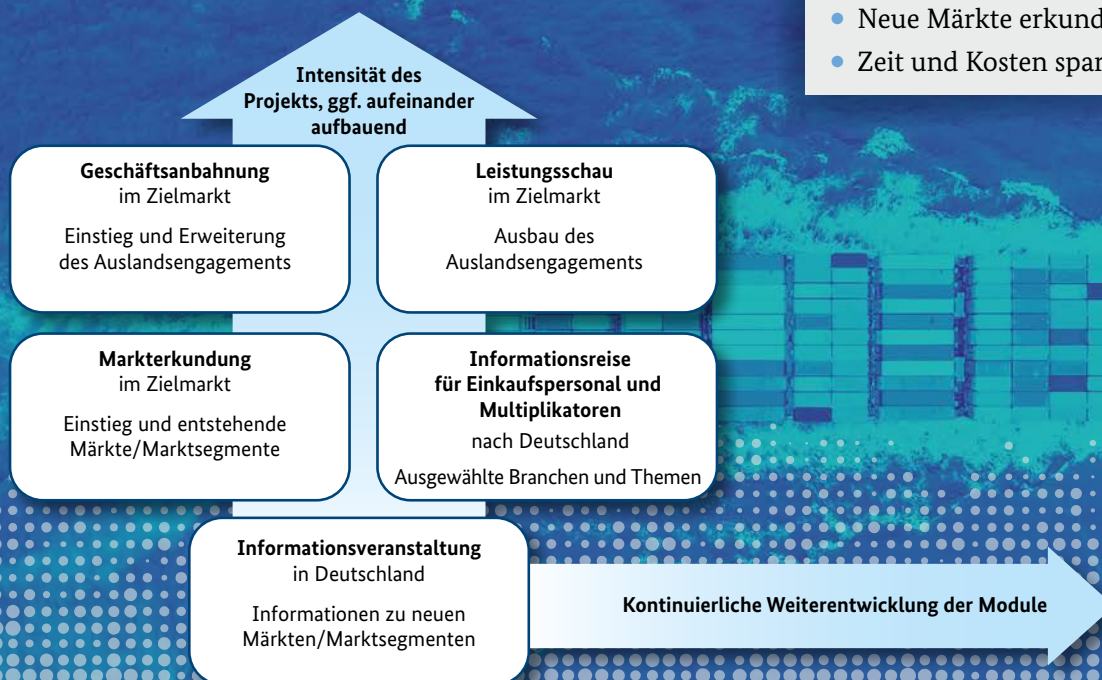 Neue Märkte
Zeit und Kosten
Intensität des
Projekts, ggf. aufeinander
aufbauend
Geschäftsanbahnung
im Zielmarkt
Einstieg und Erweiterung
des Auslandsengagements
Leistungsschau
im Zielmarkt
Ausbau des
Auslandsengagements
Markterkundung
im Zielmarkt
Einstieg und entstehende
Märkte/Marktsegmente
Informationsreise
für Einkaufspersonal und
Multiplikatoren
nach Deutschland
Ausgewählte Branchen und Themen
Informationsveranstaltung
in Deutschland
Informationen zu neuen
Märkten/Marktsegmenten
Kontinuierliche Weiterentwicklung der Module